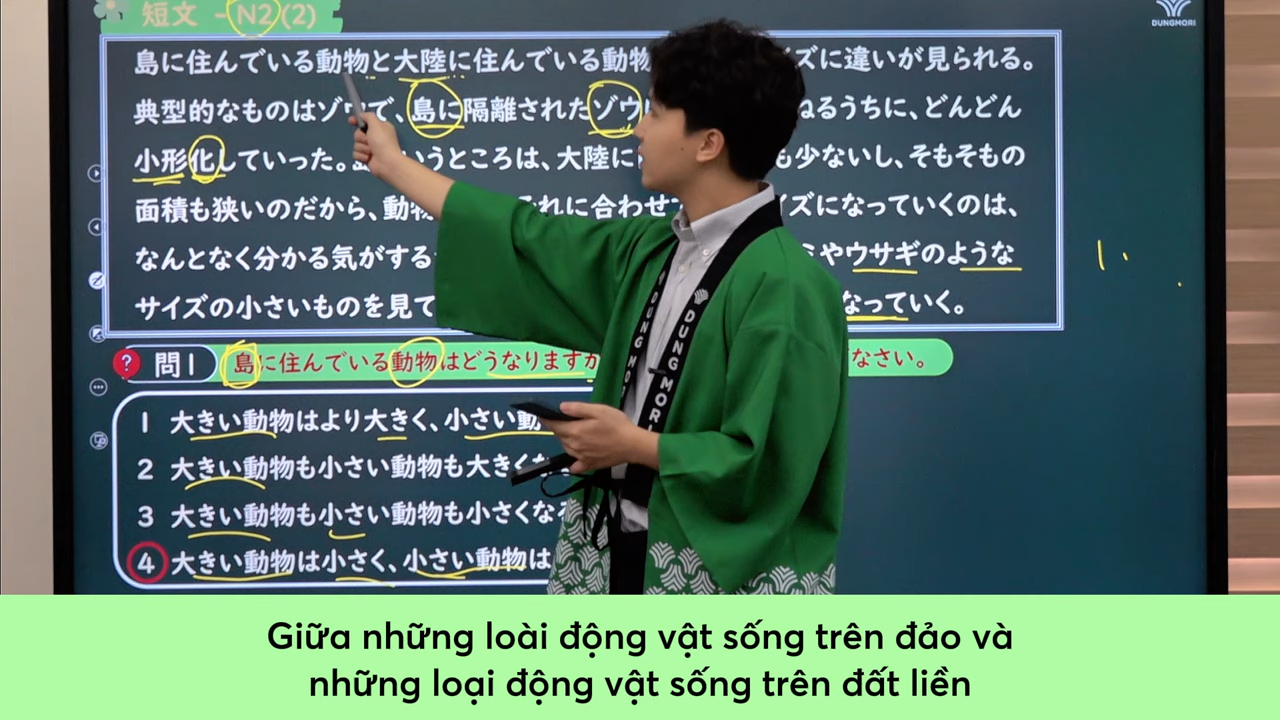 短文 - N2 (2)
DUNGMORI
島に住んでいる動物と大陸に住んでいる動物 ズに違いが見られる。
典型的なものはゾウで、島に隔離されたゾウ ねるうちに、どんどん
小形化していった。 いうところは、大陸に も少ないし、そもそもの
面積も狭いのだから、動物 それに合わせ イズになっていくのは、
なんとなく分かる気がする やウサギのような
サイズの小さいものを見て なっていく。
? 問1 島に住んでいる動物はどうなりますか なさい。
1 大きい動物はより大きく、小さい動
2 大きい動物も小さい動物も大きく
3 大きい動物も小さい動物も小さくな
4 大きい動物は小さく、小さい動物は
DUNG MORI
DUNG MORI
1.
Giữa những loài động vật sống trên đảo và
những loại động vật sống trên đất liền